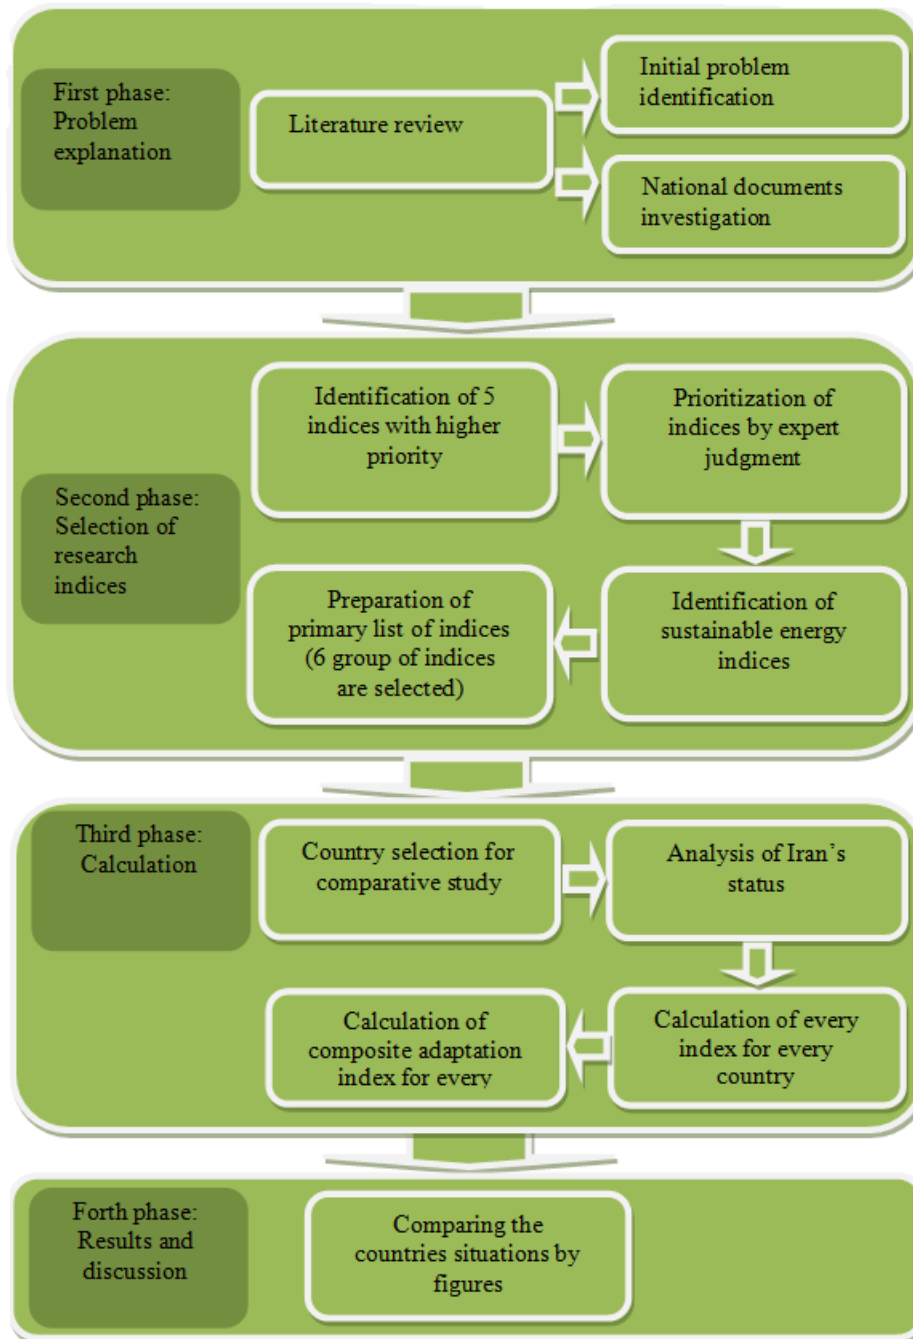 First phase:
Problem
explanation
Literature review
Initial problem
identification
National documents
investigation
Second phase:
Selection of
research
indices
Identification of 5
indices with higher
priority
Prioritization of
indices by expert
judgment
Identification of
sustainable energy
indices
Preparation of
primary list of indices
(6 group of indices
are selected)
Third phase:
Calculation
Country selection for
comparative study
Analysis of Iran’s
status
Calculation of every
index for every
country
Calculation of
composite adaptation
index for every
Forth phase:
Results and
discussion
Comparing the
countries situations by
figures